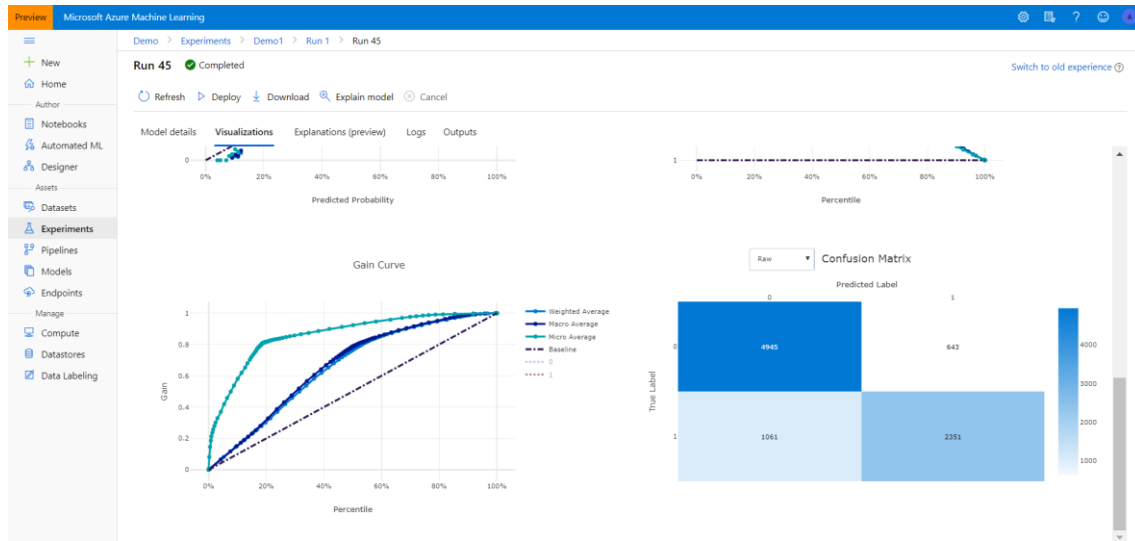 Preview Microsoft Azure Machine Learning
Demo > Experiments > Demo1 > Run 1 > Run 45
New
Home
Author
Notebooks
Automated ML
Designer
Assets
Datasets
Experiments
Pipelines
Models
Endpoints
Manage
Compute
Datastores
Data Labeling
Run 45 Completed
Switch to old experience
Refresh Deploy Download Explain model Cancel
Model details Visualizations Explanations (preview) Logs Outputs
0
0% 20% 40% 60% 80% 100%
Predicted Probability
1
0% 20% 40% 60% 80% 100%
Percentile
Gain Curve
1
0.8
0.6
0.4
0.2
0
Gain
0% 20% 40% 60% 80% 100%
Percentile
Weighted Average
Macro Average
Micro Average
Baseline
0
1
Raw Confusion Matrix
Predicted Label
0 1
True Label
0 4945 643
1 1061 2351
4000
3000
2000
1000
A